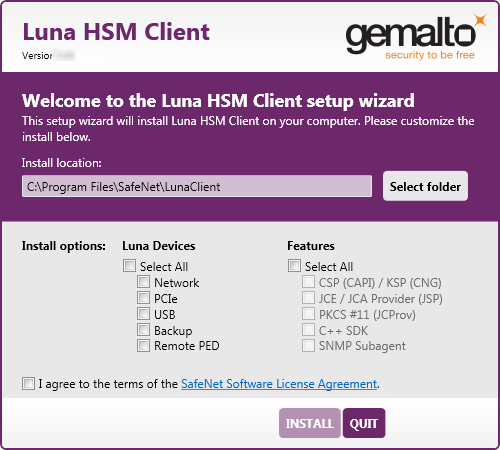 Luna HSM Client
Version
gemalto
security to be free
Welcome to the Luna HSM Client setup wizard
This setup wizard will install Luna HSM Client on your computer. Please customize the
install below.
Install location:
C:\Program Files\SafeNet\LunaClient
Select folder
Install options:
Luna Devices
Select All
Network
PCIe
USB
Backup
Remote PED
Features
Select All
CSP (CAPI) / KSP (CNG)
JCE / JCA Provider (JSP)
PKCS #11 (JCProv)
C++ SDK
SNMP Subagent
I agree to the terms of the SafeNet Software License Agreement.
INSTALL
QUIT